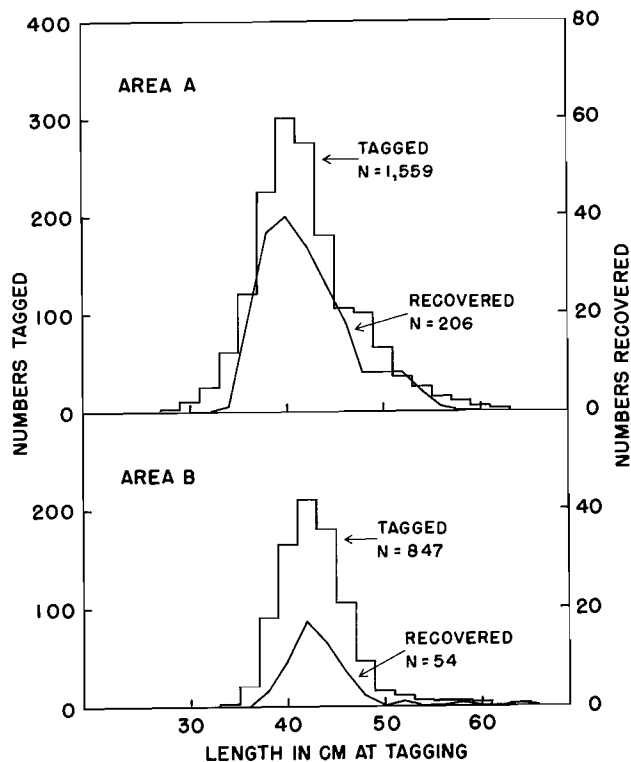 400
300
200
100
0
200
100
0
NUMBERS TAGGED
AREA A
TAGGED
N = 1,559
RECOVERED
N = 206
AREA B
TAGGED
N = 847
RECOVERED
N = 54
80
60
40
20
0
40
20
0
NUMBERS RECOVERED
30 40 50 60
LENGTH IN CM AT TAGGING